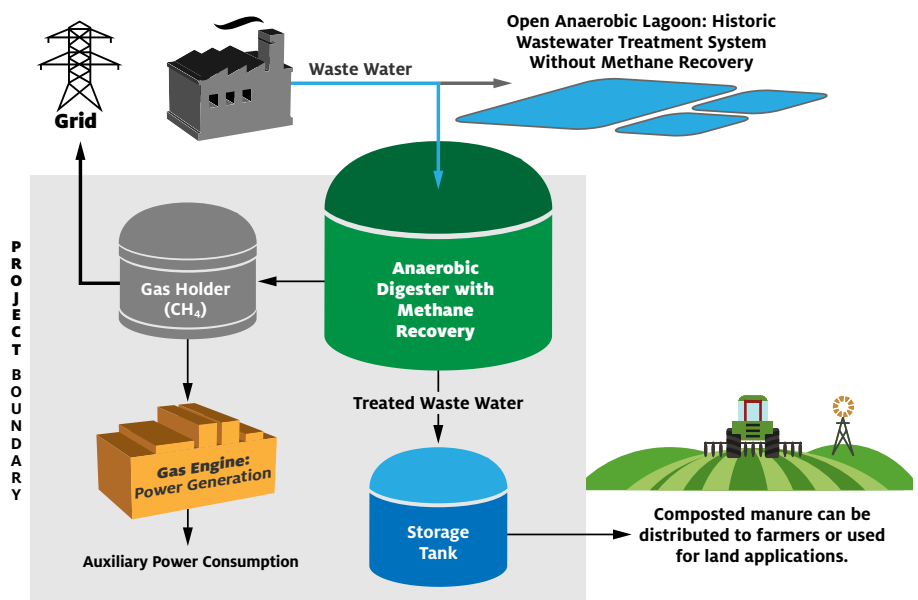 Open Anaerobic Lagoon: Historic
Wastewater Treatment System
Without Methane Recovery
Waste Water
Grid
PROJECT BOUNDARY
Anaerobic
Digester with
Methane
Recovery
Gas Holder
(CH₄)
Treated Waste Water
Gas Engine:
Power Generation
Storage
Tank
Auxiliary Power Consumption
Composted manure can be
distributed to farmers or used
for land applications.